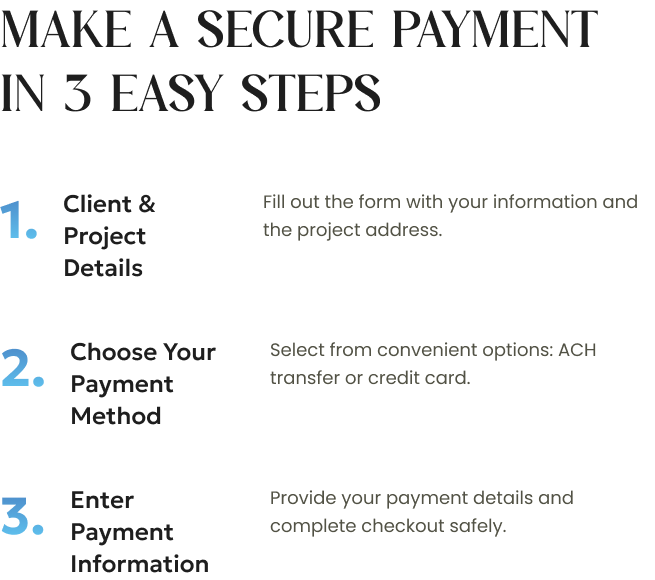 MAKE A SECURE PAYMENT
IN 3 EASY STEPS
1.
Client &
Project
Details
Fill out the form with your information and
the project address.
2.
Choose Your
Payment
Method
Select from convenient options: ACH
transfer or credit card.
3.
Enter
Payment
Information
Provide your payment details and
complete checkout safely.